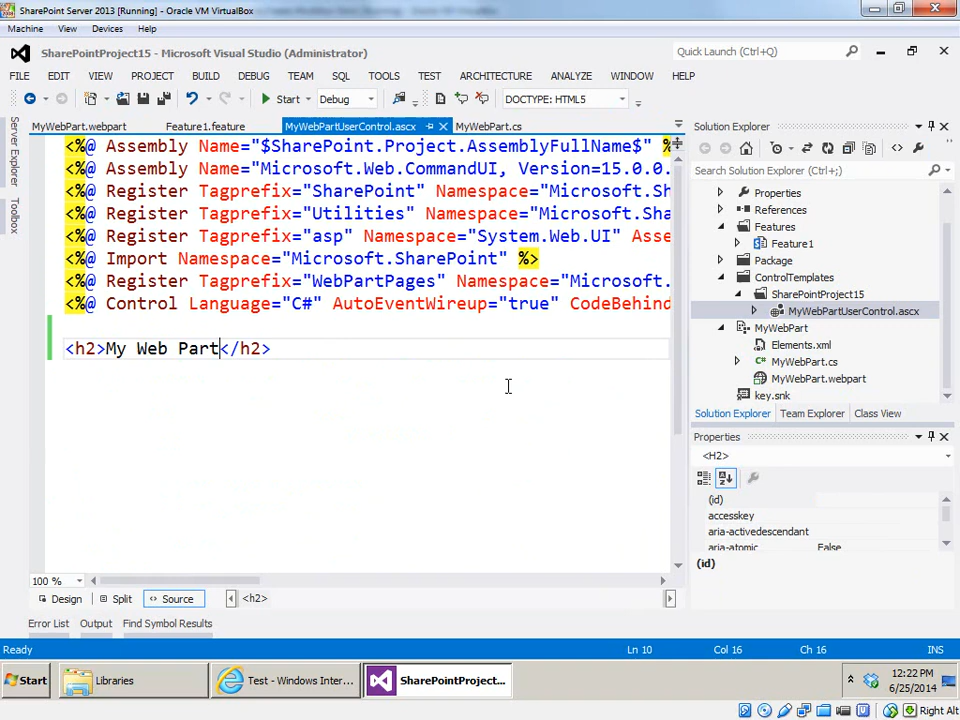 SharePoint Server 2013 [Running] - Oracle VM VirtualBox
Machine View Devices Help
SharePointProject15 - Microsoft Visual Studio (Administrator)
Quick Launch (Ctrl+Q)
FILE EDIT VIEW PROJECT BUILD DEBUG TEAM SQL TOOLS TEST ARCHITECTURE ANALYZE WINDOW HELP
Start Debug DOCTYPE: HTML5
MyWebPart.webpart Feature1.feature MyWebPartUserControl.ascx MyWebPart.cs
Server Explorer
Toolbox
<%@ Assembly Name="$SharePoint.Project.AssemblyFullName$" %
<%@ Assembly Name="Microsoft.Web.CommandUI, Version=15.0.0.
<%@ Register Tagprefix="SharePoint" Namespace="Microsoft.Sh
<%@ Register Tagprefix="Utilities" Namespace="Microsoft.Sha
<%@ Register Tagprefix="asp" Namespace="System.Web.UI" Asse
<%@ Import Namespace="Microsoft.SharePoint" %>
<%@ Register Tagprefix="WebPartPages" Namespace="Microsoft.
<%@ Control Language="C#" AutoEventWireup="true" CodeBehind
<h2>My Web Part</h2>
100 %
Design Split Source <h2>
Error List Output Find Symbol Results
Solution Explorer
Search Solution Explorer (Ctrl+;)
Properties
References
Features
Feature1
Package
ControlTemplates
SharePointProject15
MyWebPartUserControl.ascx
MyWebPart
Elements.xml
MyWebPart.cs
MyWebPart.webpart
key.snk
Solution Explorer Team Explorer Class View
Properties
<H2>
(id)
accesskey
aria-activedescendant
aria-atomic False
(id)
Ready Ln 10 Col 16 Ch 16 INS
Start Libraries Test - Windows Inter... SharePointProject... 12:22 PM
6/25/2014
Right Alt